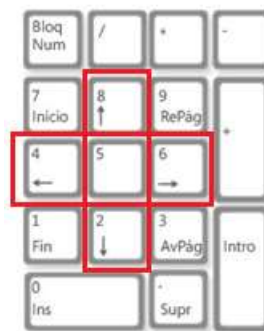 Bloq
Num
/
*
-
7
Inicio
8
↑
9
RePág
+
4
←
5
6
→
1
Fin
2
↓
3
AvPág
Intro
0
Ins
.
Supr